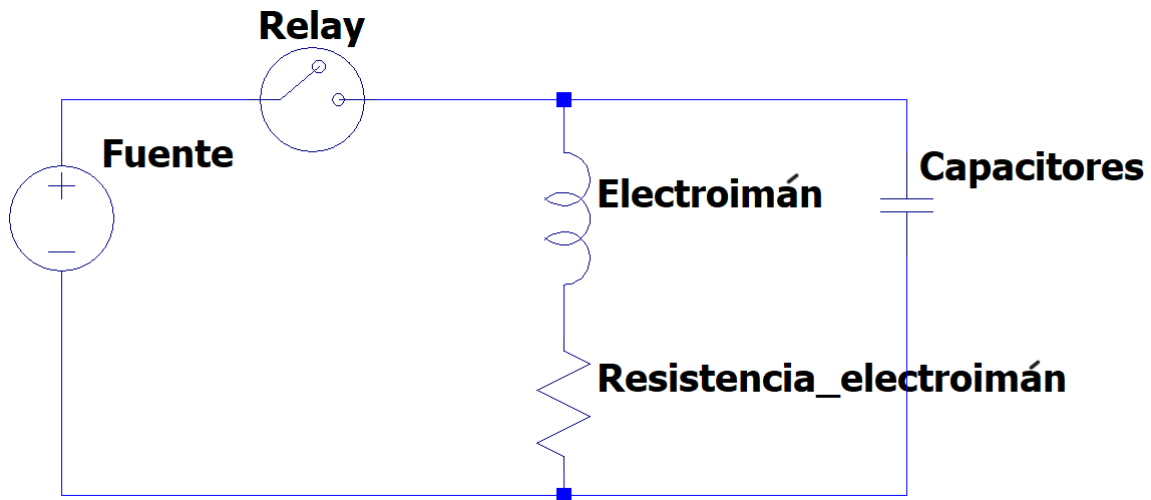 Relay
Fuente
Electroimán
Capacitores
Resistencia_electroimán